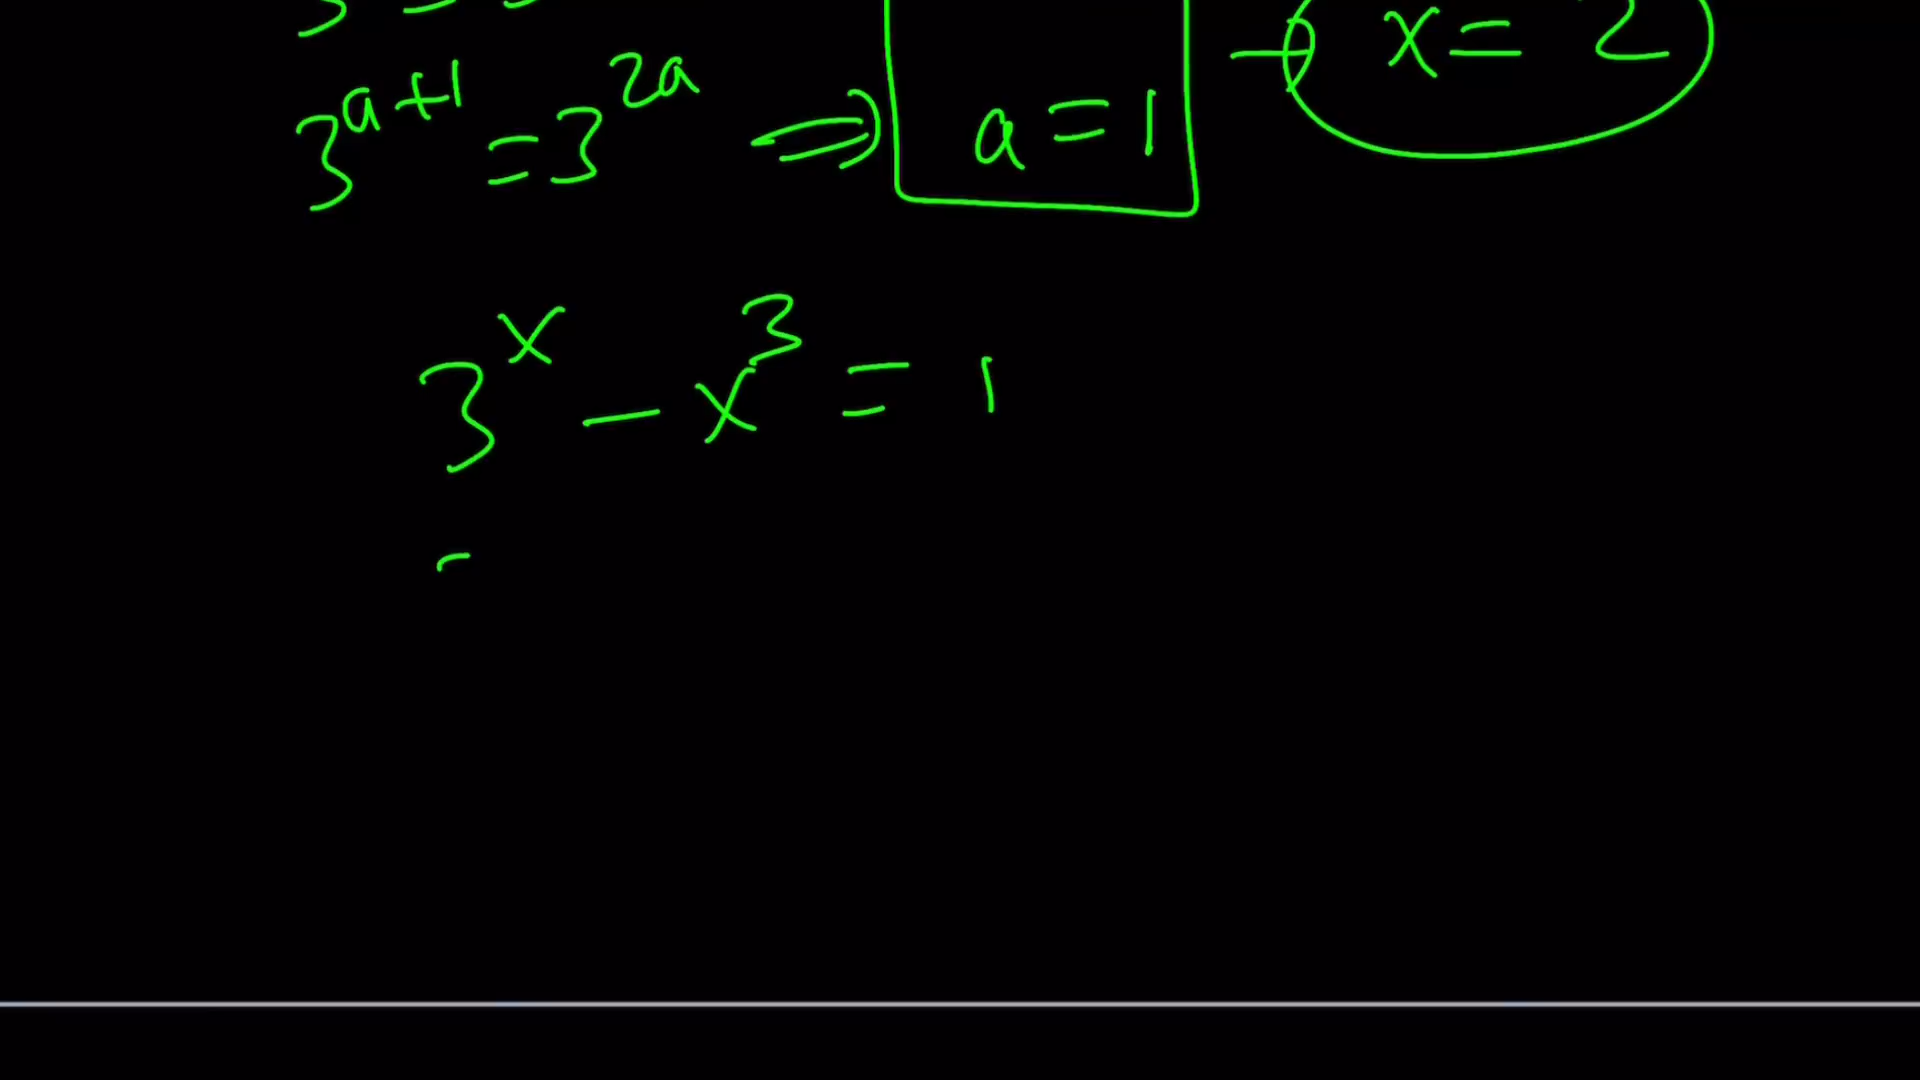 3^{a+1} = 3^{2a} ⇒ a = 1 → x = 2
3^x − x^3 = 1